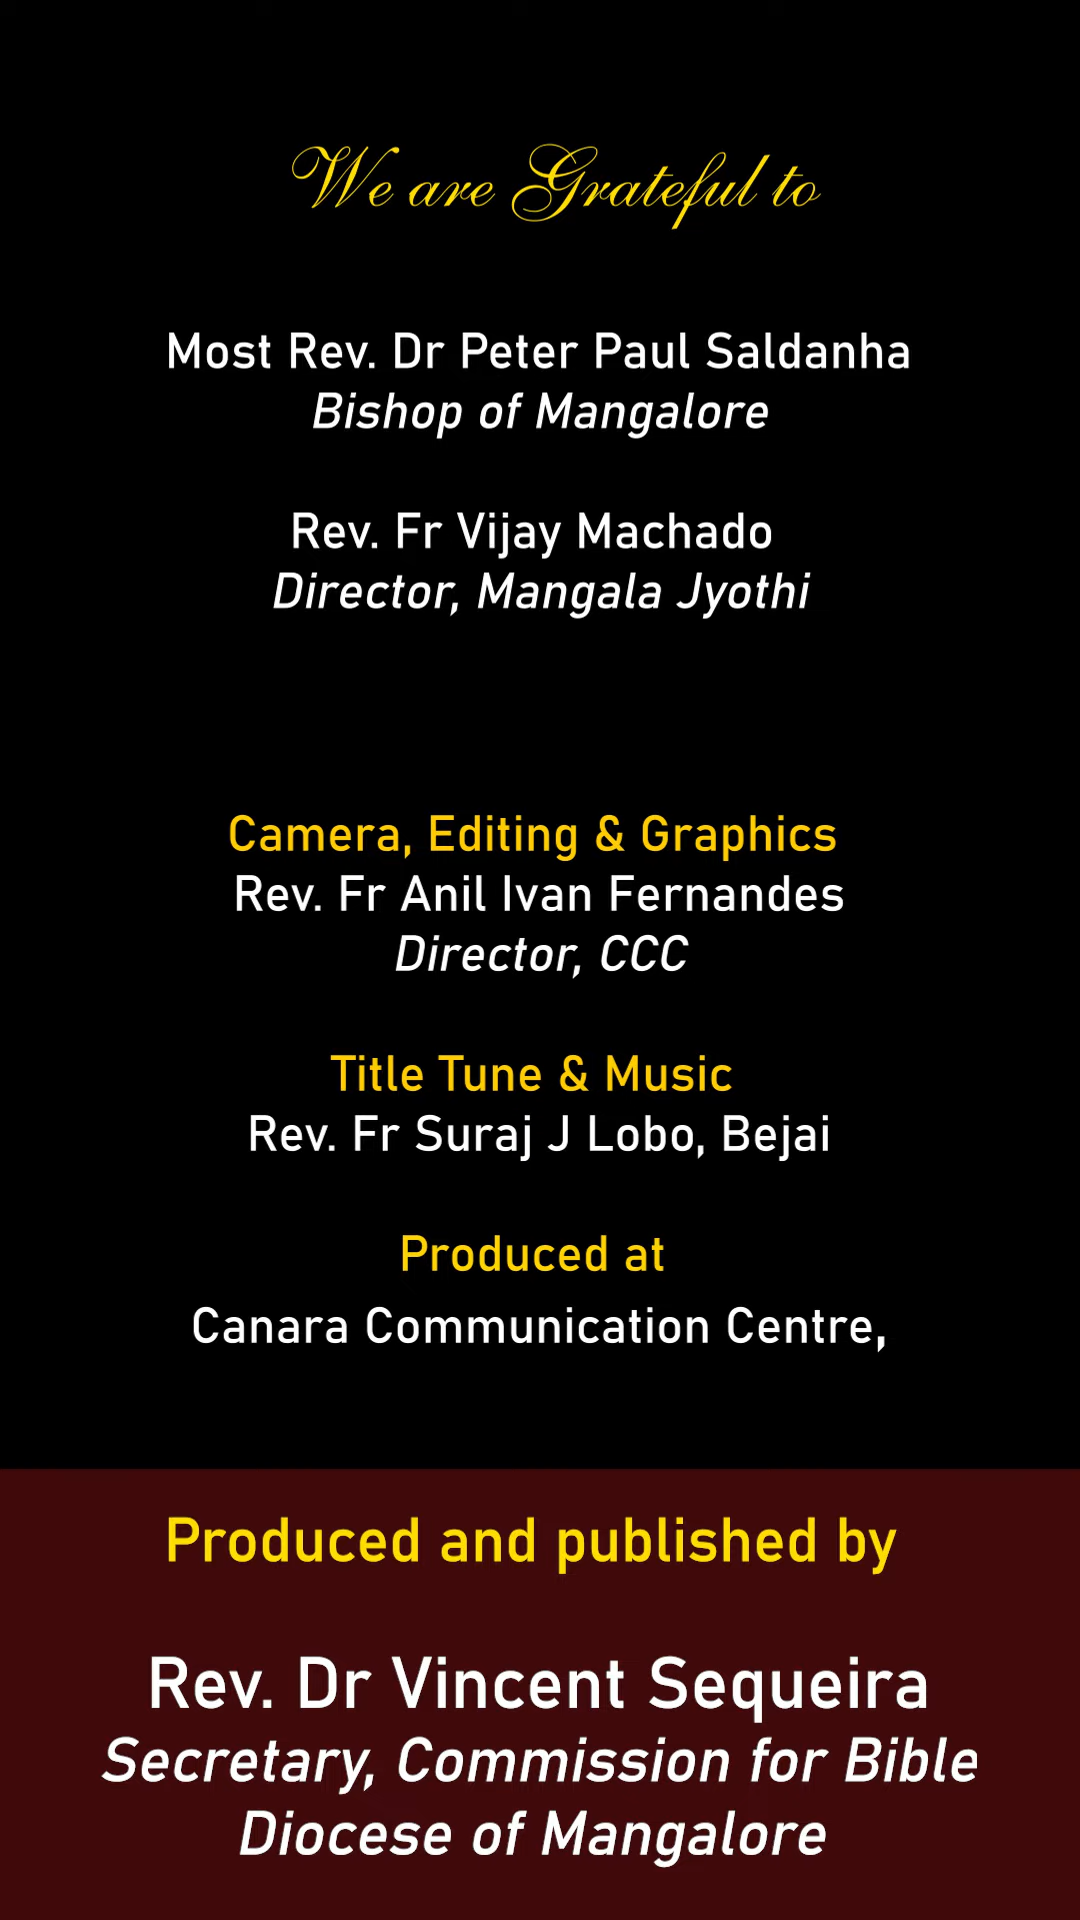 We are Grateful to
Most Rev. Dr Peter Paul Saldanha
Bishop of Mangalore
Rev. Fr Vijay Machado
Director, Mangala Jyothi
Camera, Editing & Graphics
Rev. Fr Anil Ivan Fernandes
Director, CCC
Title Tune & Music
Rev. Fr Suraj J Lobo, Bejai
Produced at
Canara Communication Centre,
Produced and published by
Rev. Dr Vincent Sequeira
Secretary, Commission for Bible
Diocese of Mangalore